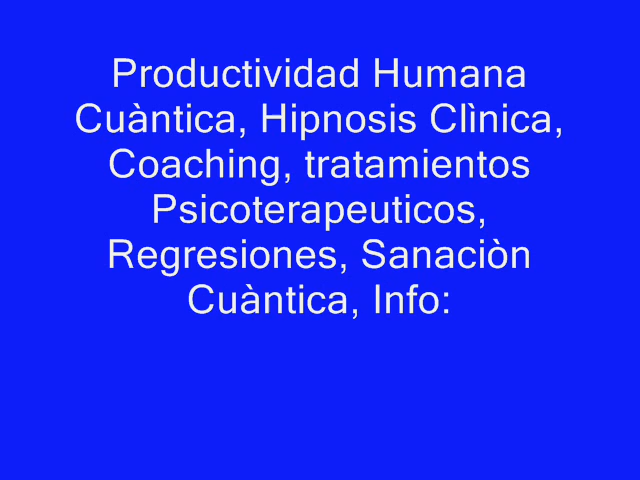 Productividad Humana
Cuàntica, Hipnosis Clìnica,
Coaching, tratamientos
Psicoterapeuticos,
Regresiones, Sanaciòn
Cuàntica, Info: